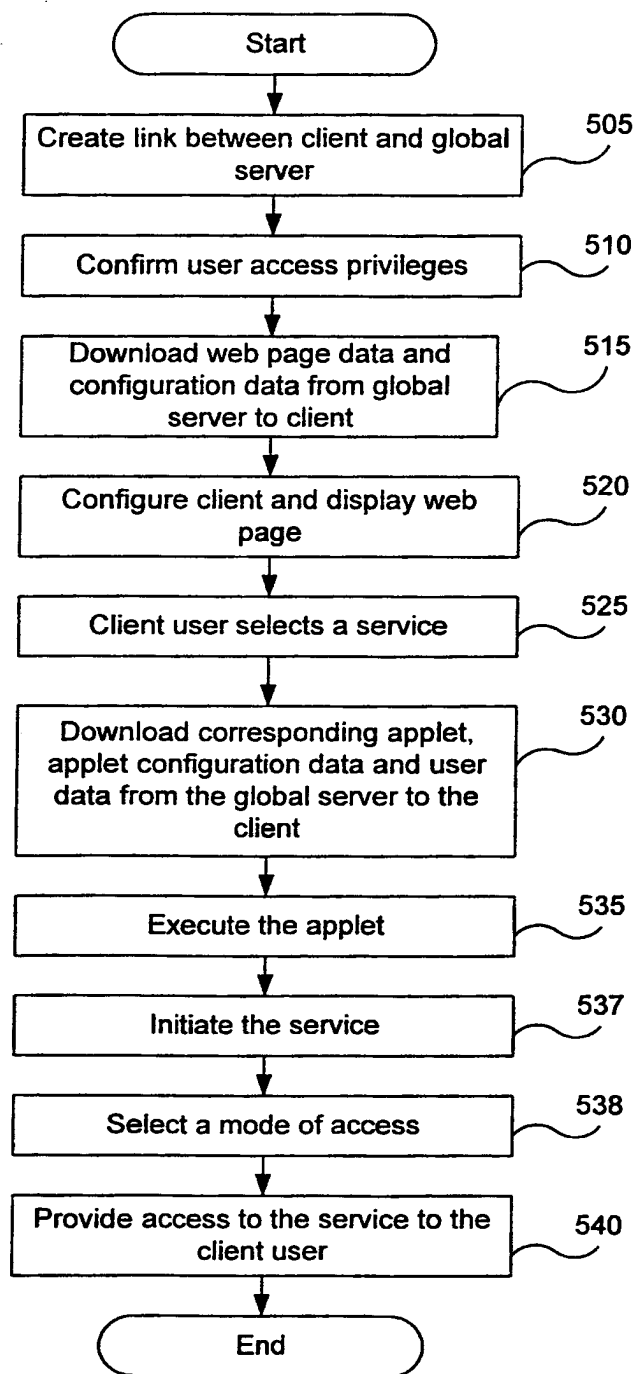 Start
Create link between client and global
server
505
Confirm user access privileges
510
Download web page data and
configuration data from global
server to client
515
Configure client and display web
page
520
Client user selects a service
525
Download corresponding applet,
applet configuration data and user
data from the global server to the
client
530
Execute the applet
535
Initiate the service
537
Select a mode of access
538
Provide access to the service to the
client user
540
End